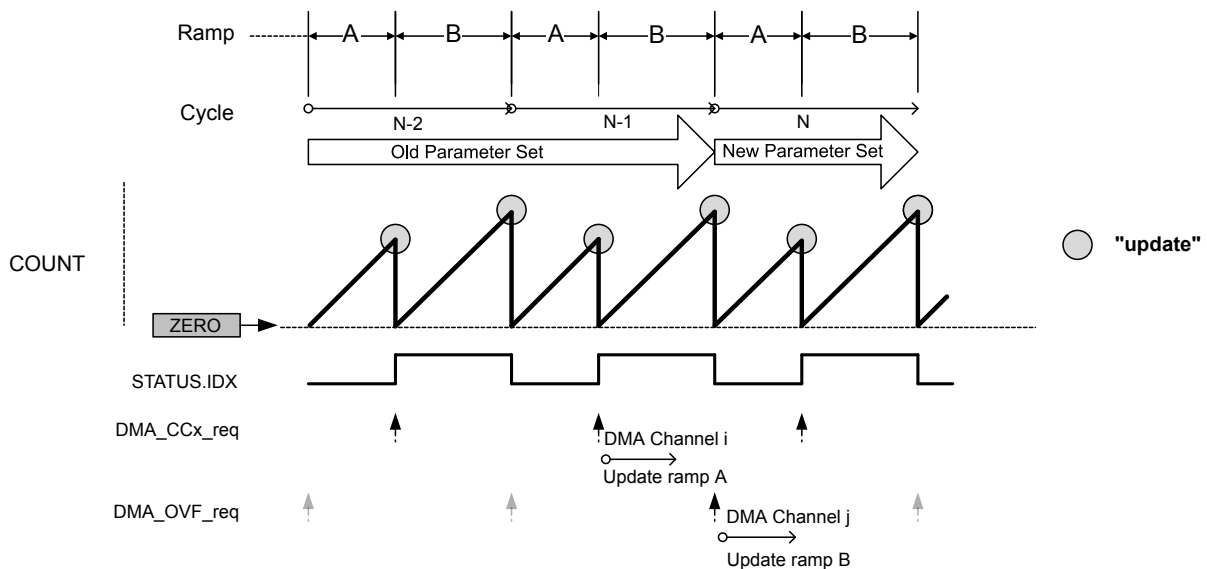 Ramp A B A B A B
Cycle N-2 N-1 N
Old Parameter Set New Parameter Set
COUNT
"update"
ZERO
STATUS.IDX
DMA_CCx_req
DMA Channel i
Update ramp A
DMA_OVF_req
DMA Channel j
Update ramp B